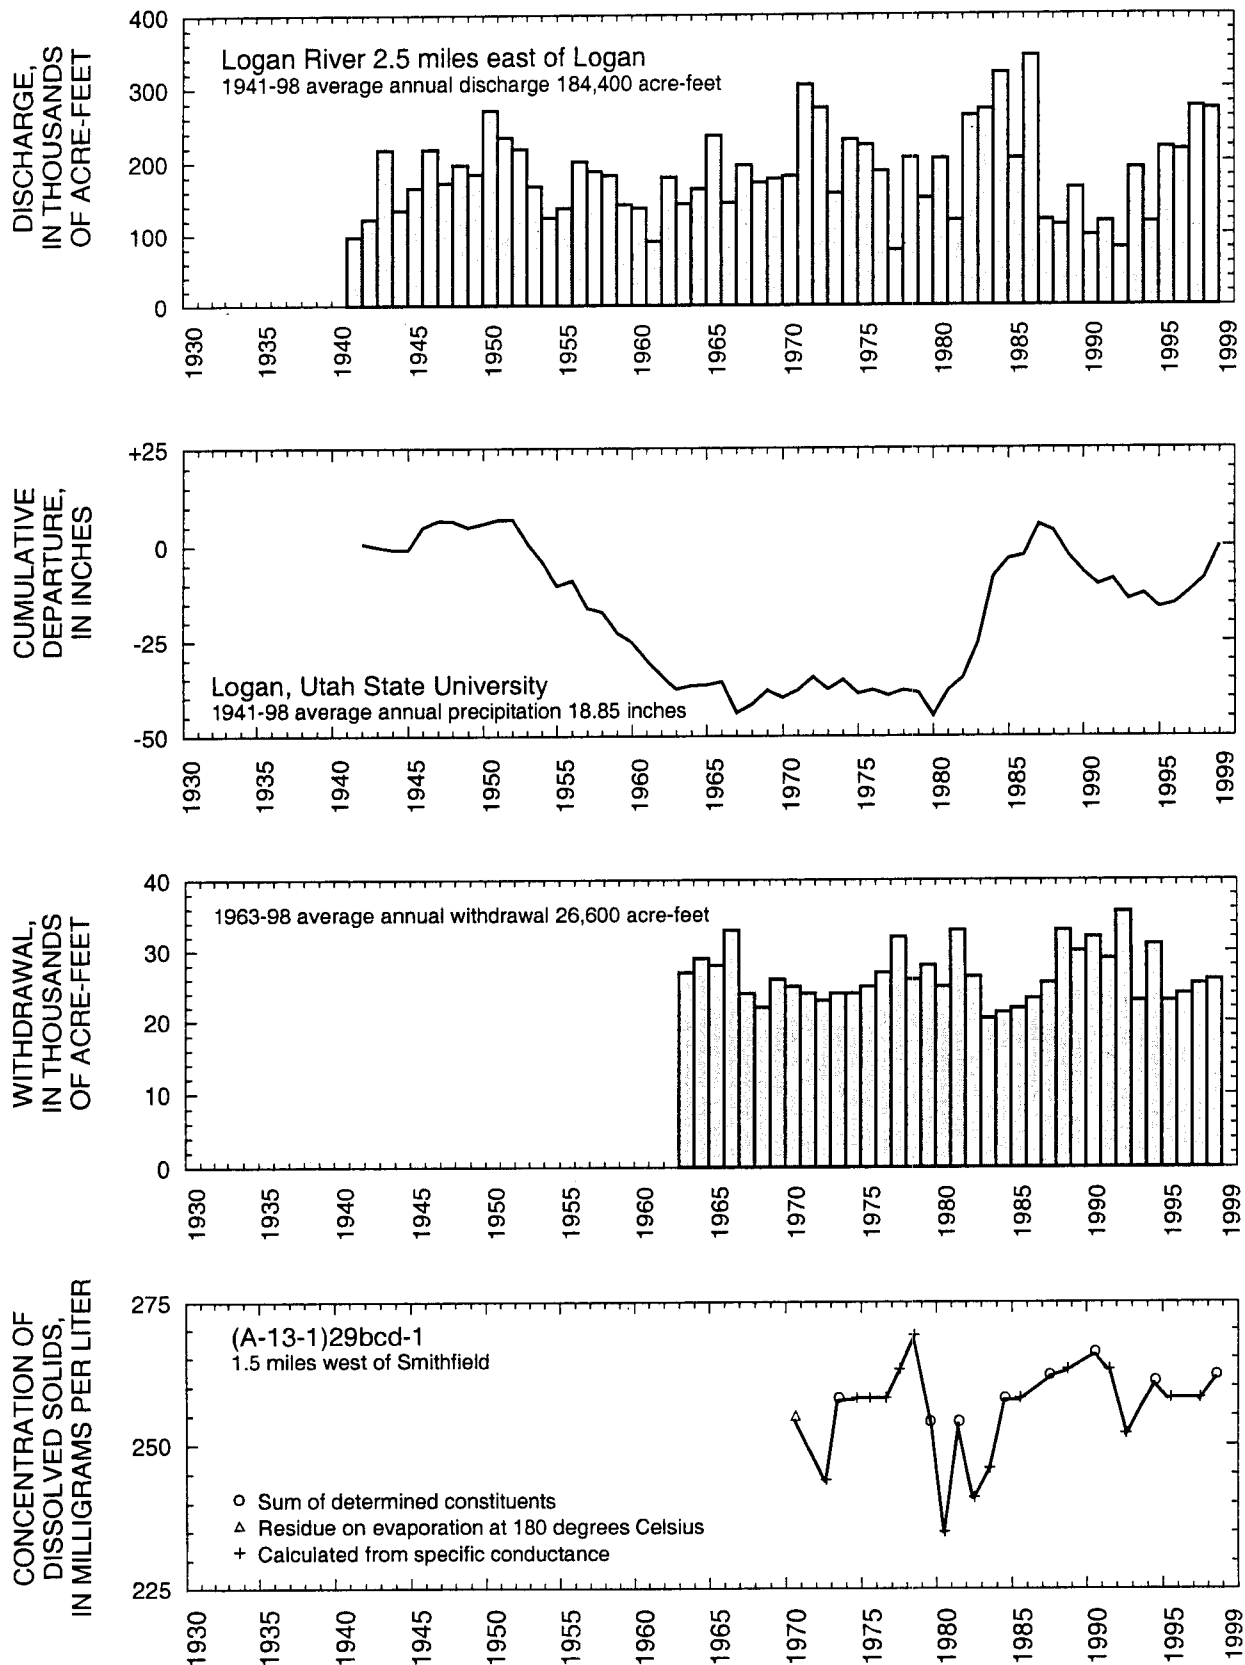 DISCHARGE,
IN THOUSANDS
OF ACRE-FEET
400
300
200
100
0
Logan River 2.5 miles east of Logan
1941-98 average annual discharge 184,400 acre-feet
1930 1935 1940 1945 1950 1955 1960 1965 1970 1975 1980 1985 1990 1995 1999
CUMULATIVE
DEPARTURE,
IN INCHES
+25
0
-25
-50
Logan, Utah State University
1941-98 average annual precipitation 18.85 inches
1930 1935 1940 1945 1950 1955 1960 1965 1970 1975 1980 1985 1990 1995 1999
WITHDRAWAL,
IN THOUSANDS
OF ACRE-FEET
40
30
20
10
0
1963-98 average annual withdrawal 26,600 acre-feet
1930 1935 1940 1945 1950 1955 1960 1965 1970 1975 1980 1985 1990 1995 1999
CONCENTRATION OF
DISSOLVED SOLIDS,
IN MILLIGRAMS PER LITER
275
250
225
(A-13-1)29bcd-1
1.5 miles west of Smithfield
Sum of determined constituents
Residue on evaporation at 180 degrees Celsius
Calculated from specific conductance
1930 1935 1940 1945 1950 1955 1960 1965 1970 1975 1980 1985 1990 1995 1999